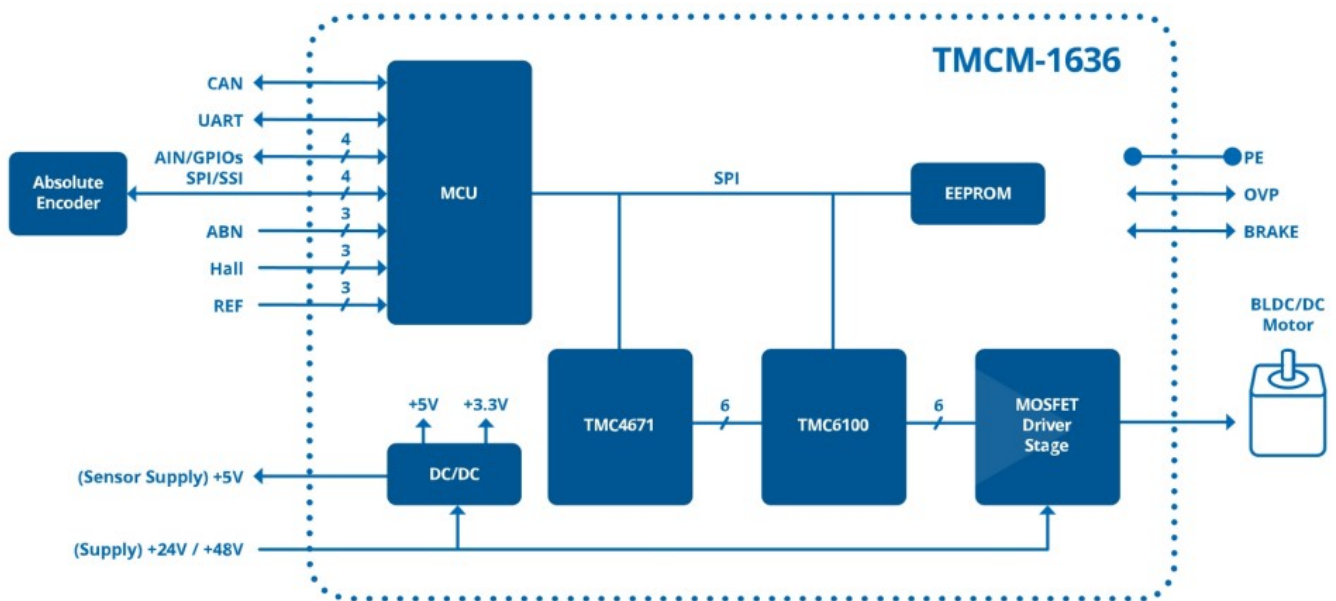 TMCM-1636
CAN
UART
AIN/GPIOs
4
SPI/SSI
4
ABN
3
Hall
3
REF
3
Absolute
Encoder
MCU
SPI
EEPROM
PE
OVP
BRAKE
BLDC/DC
Motor
TMC4671
6
TMC6100
6
MOSFET
Driver
Stage
+5V
+3.3V
DC/DC
(Sensor Supply) +5V
(Supply) +24V / +48V